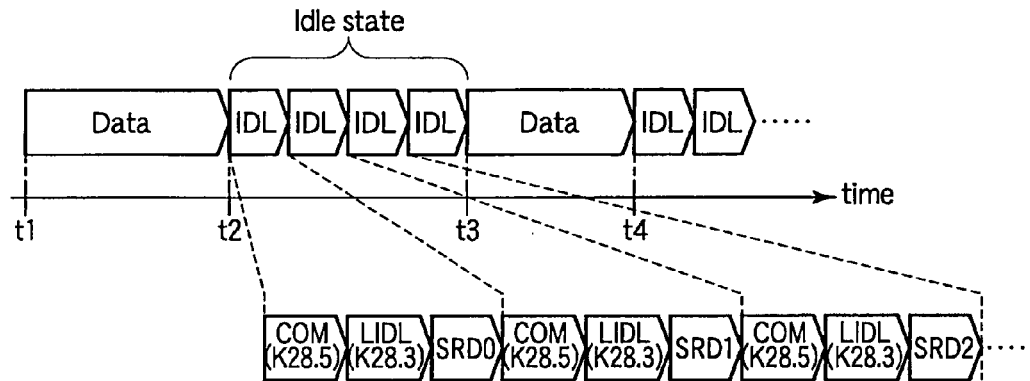 Idle state
Data IDL IDL IDL IDL Data IDL IDL ·····
time
t1 t2 t3 t4
COM LIDL SRD0 COM LIDL SRD1 COM LIDL SRD2 ····
(K28.5) (K28.3) (K28.5) (K28.3) (K28.5) (K28.3)